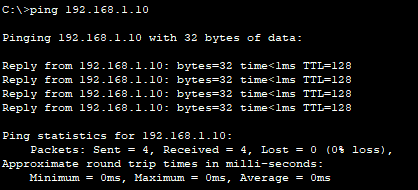 C:\>ping 192.168.1.10
Pinging 192.168.1.10 with 32 bytes of data:
Reply from 192.168.1.10: bytes=32 time<1ms TTL=128
Reply from 192.168.1.10: bytes=32 time<1ms TTL=128
Reply from 192.168.1.10: bytes=32 time<1ms TTL=128
Reply from 192.168.1.10: bytes=32 time<1ms TTL=128
Ping statistics for 192.168.1.10:
Packets: Sent = 4, Received = 4, Lost = 0 (0% loss),
Approximate round trip times in milli-seconds:
Minimum = 0ms, Maximum = 0ms, Average = 0ms